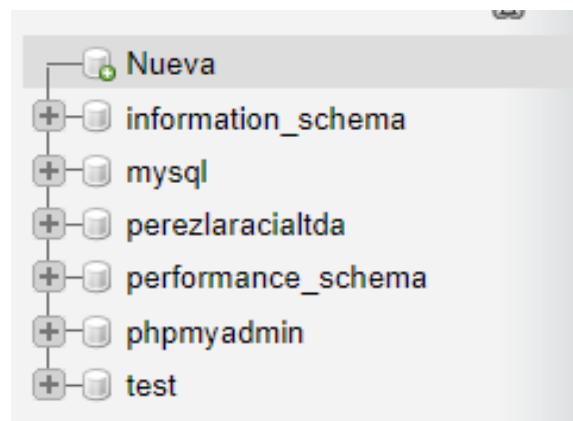 Nueva
information_schema
mysql
perezlaracialtda
performance_schema
phpmyadmin
test